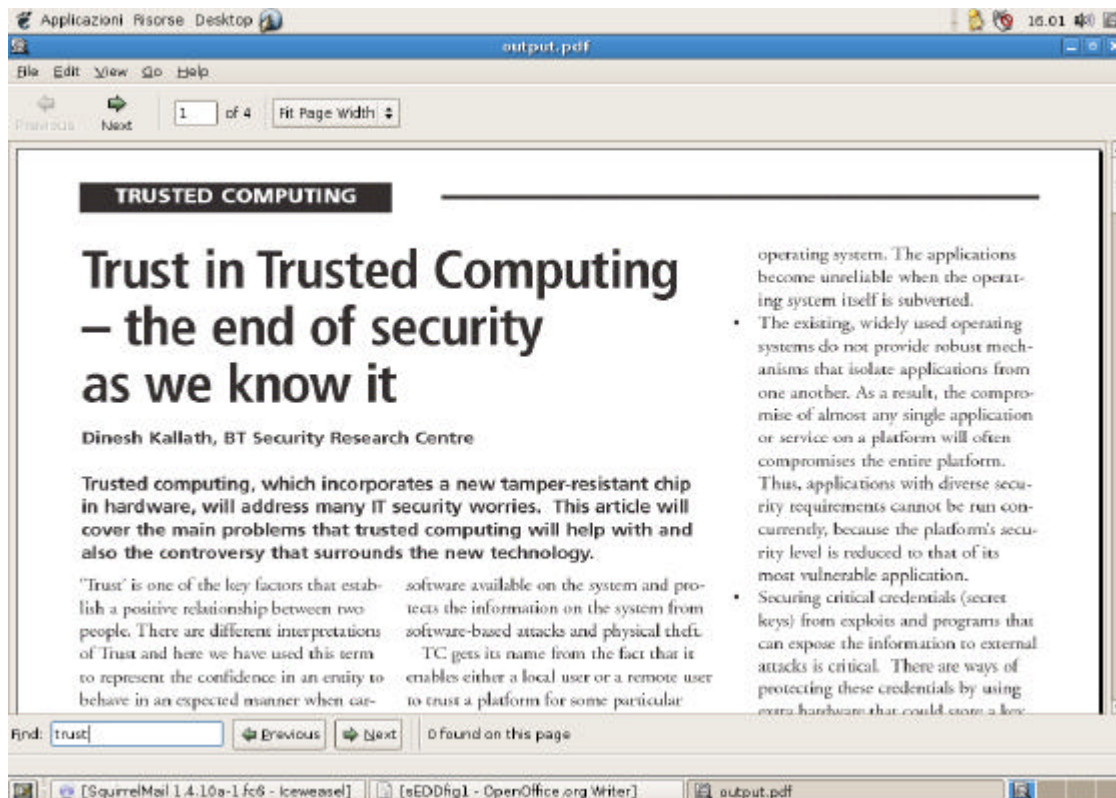 Applicazioni Risorse Desktop
16.01
output.pdf
File Edit View Go Help
Previous
Next
1 of 4
Fit Page Width
TRUSTED COMPUTING
Trust in Trusted Computing
– the end of security
as we know it
Dinesh Kallath, BT Security Research Centre
Trusted computing, which incorporates a new tamper-resistant chip
in hardware, will address many IT security worries. This article will
cover the main problems that trusted computing will help with and
also the controversy that surrounds the new technology.
'Trust' is one of the key factors that estab-
lish a positive relationship between two
people. There are different interpretations
of Trust and here we have used this term
to represent the confidence in an entity to
behave in an expected manner when car-
software available on the system and pro-
tects the information on the system from
software-based attacks and physical theft.
TC gets its name from the fact that it
enables either a local user or a remote user
to trust a platform for some particular
operating system. The applications
become unreliable when the operat-
ing system itself is subverted.
• The existing, widely used operating
systems do not provide robust mech-
anisms that isolate applications from
one another. As a result, the compro-
mise of almost any single application
or service on a platform will often
compromises the entire platform.
Thus, applications with diverse secu-
rity requirements cannot be run con-
currently, because the platform's secu-
rity level is reduced to that of its
most vulnerable application.
• Securing critical credentials (secret
keys) from exploits and programs that
can expose the information to external
attacks is critical. There are ways of
protecting these credentials by using
extra hardware that could store a key
Find: trust
Previous
Next
0 found on this page
[SquirrelMail 1.4.10a-1.fc6 - Iceweasel]
[sEDDfig1 - OpenOffice.org Writer]
output.pdf